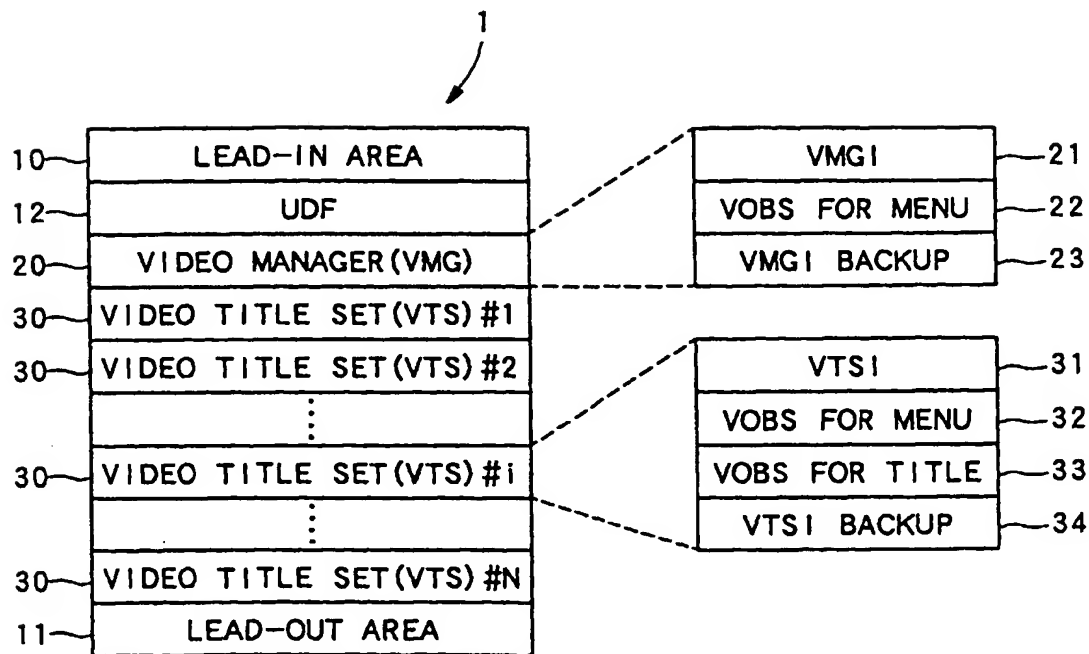 1
10 LEAD-IN AREA
12 UDF
20 VIDEO MANAGER(VMG)
30 VIDEO TITLE SET(VTS)#1
30 VIDEO TITLE SET(VTS)#2
30 VIDEO TITLE SET(VTS)#i
30 VIDEO TITLE SET(VTS)#N
11 LEAD-OUT AREA
VMGI 21
VOBS FOR MENU 22
VMGI BACKUP 23
VTSI 31
VOBS FOR MENU 32
VOBS FOR TITLE 33
VTSI BACKUP 34